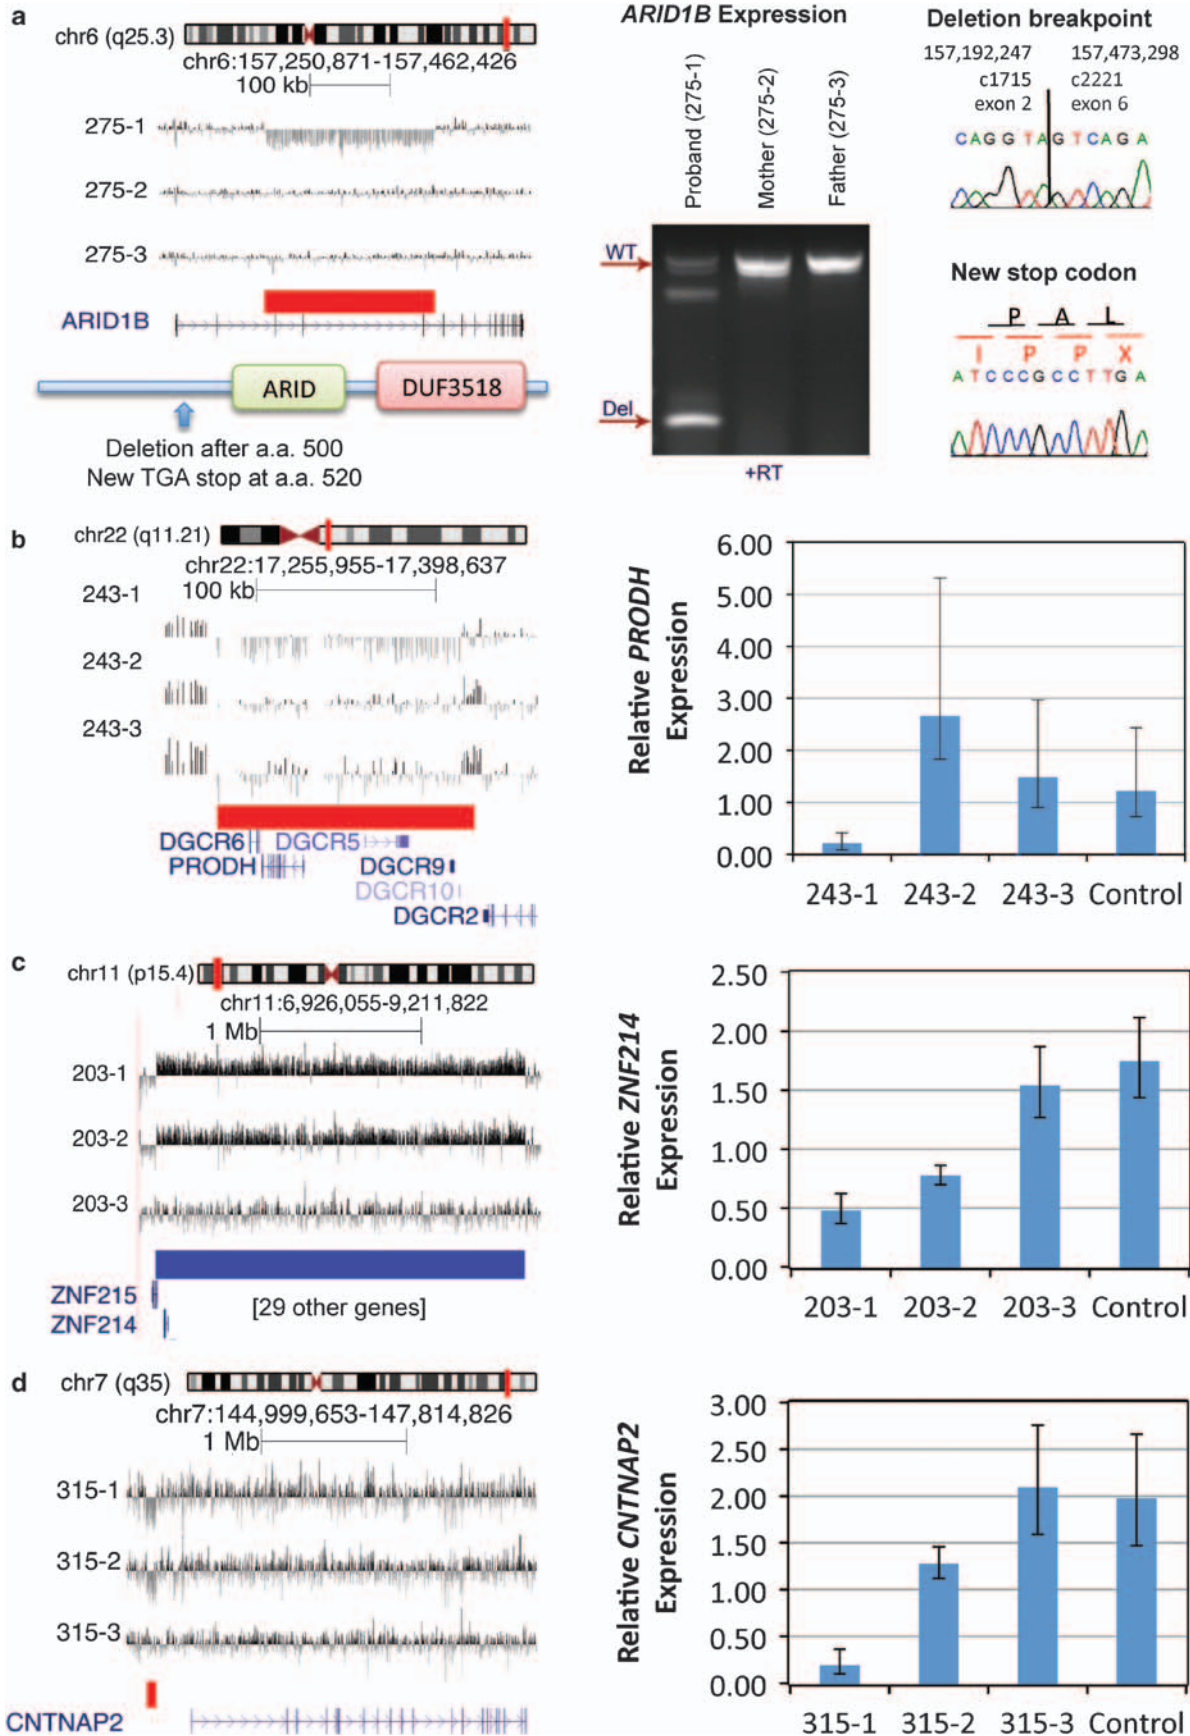 a
chr6 (q25.3)
chr6:157,250,871-157,462,426
100 kb
275-1
275-2
275-3
ARID1B
ARID
DUF3518
Deletion after a.a. 500
New TGA stop at a.a. 520
ARID1B Expression
Proband (275-1)
Mother (275-2)
Father (275-3)
WT
Del
+RT
Deletion breakpoint
157,192,247 157,473,298
c1715 c2221
exon 2 exon 6
C A G G T A G T C A G A
New stop codon
P A L
I P P X
A T C C C G C C T T G A
b
chr22 (q11.21)
chr22:17,255,955-17,398,637
100 kb
243-1
243-2
243-3
DGCR6 DGCR5
PRODH DGCR9
DGCR10
DGCR2
Relative PRODH
Expression
6.00
5.00
4.00
3.00
2.00
1.00
0.00
243-1 243-2 243-3 Control
c
chr11 (p15.4)
chr11:6,926,055-9,211,822
1 Mb
203-1
203-2
203-3
ZNF215
[29 other genes]
ZNF214
Relative ZNF214
Expression
2.50
2.00
1.50
1.00
0.50
0.00
203-1 203-2 203-3 Control
d
chr7 (q35)
chr7:144,999,653-147,814,826
1 Mb
315-1
315-2
315-3
CNTNAP2
Relative CNTNAP2
Expression
3.00
2.50
2.00
1.50
1.00
0.50
0.00
315-1 315-2 315-3 Control